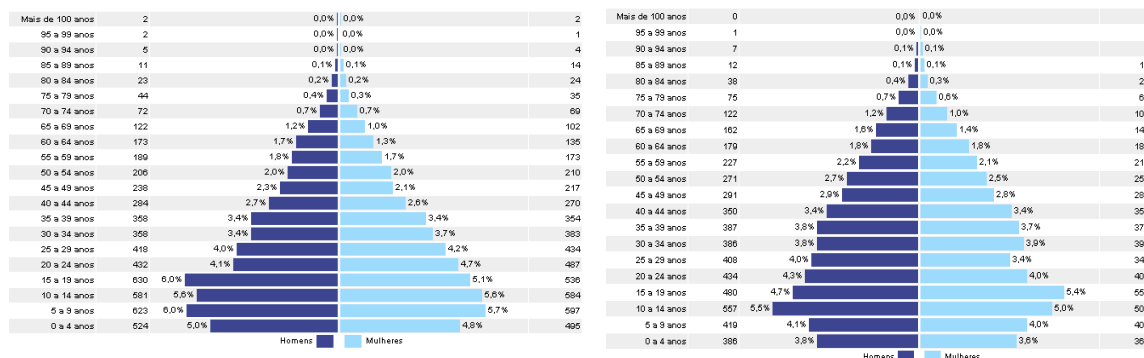 Mais de 100 anos 2 0,0% 0,0% 2
95 a 99 anos 2 0,0% 0,0% 1
90 a 94 anos 5 0,0% 0,0% 4
85 a 89 anos 11 0,1% 0,1% 14
80 a 84 anos 23 0,2% 0,2% 24
75 a 79 anos 44 0,4% 0,3% 35
70 a 74 anos 72 0,7% 0,7% 69
65 a 69 anos 122 1,2% 1,0% 102
60 a 64 anos 173 1,7% 1,3% 135
55 a 59 anos 189 1,8% 1,7% 173
50 a 54 anos 206 2,0% 2,0% 210
45 a 49 anos 238 2,3% 2,1% 217
40 a 44 anos 284 2,7% 2,6% 270
35 a 39 anos 358 3,4% 3,4% 354
30 a 34 anos 358 3,4% 3,7% 383
25 a 29 anos 418 4,0% 4,2% 434
20 a 24 anos 432 4,1% 4,7% 487
15 a 19 anos 630 6,0% 5,1% 536
10 a 14 anos 581 5,6% 5,6% 584
5 a 9 anos 623 6,0% 5,7% 597
0 a 4 anos 524 5,0% 4,8% 495
Homens Mulheres
Mais de 100 anos 0 0,0% 0,0%
95 a 99 anos 1 0,0% 0,0%
90 a 94 anos 7 0,1% 0,1%
85 a 89 anos 12 0,1% 0,1% 1
80 a 84 anos 38 0,4% 0,3% 2
75 a 79 anos 75 0,7% 0,6% 6
70 a 74 anos 122 1,2% 1,0% 10
65 a 69 anos 162 1,6% 1,4% 14
60 a 64 anos 179 1,8% 1,8% 18
55 a 59 anos 227 2,2% 2,1% 21
50 a 54 anos 271 2,7% 2,5% 25
45 a 49 anos 291 2,9% 2,8% 28
40 a 44 anos 350 3,4% 3,4% 35
35 a 39 anos 387 3,8% 3,7% 37
30 a 34 anos 386 3,8% 3,9% 39
25 a 29 anos 408 4,0% 3,4% 34
20 a 24 anos 434 4,3% 4,0% 40
15 a 19 anos 480 4,7% 5,4% 55
10 a 14 anos 557 5,5% 5,0% 50
5 a 9 anos 419 4,1% 4,0% 40
0 a 4 anos 386 3,8% 3,6% 36
Homens Mulheres